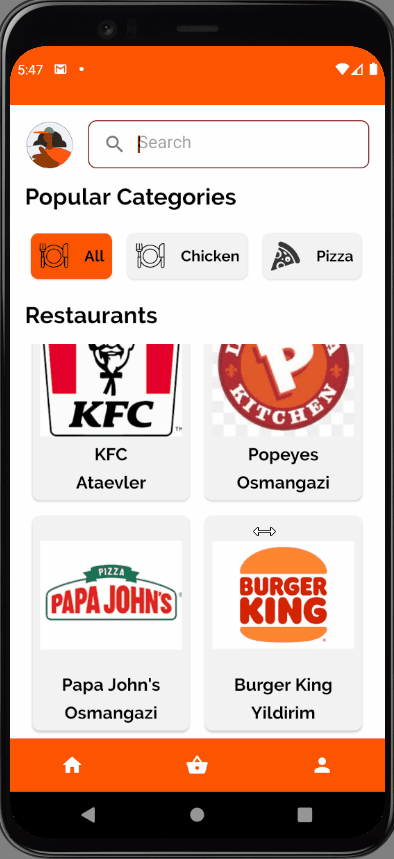 5:47
Search
Popular Categories
All
Chicken
Pizza
Restaurants
KFC
KITCHEN
KFC
Ataevler
Popeyes
Osmangazi
PIZZA
PAPA JOHN'S
BURGER
KING
Papa John's
Osmangazi
Burger King
Yildirim